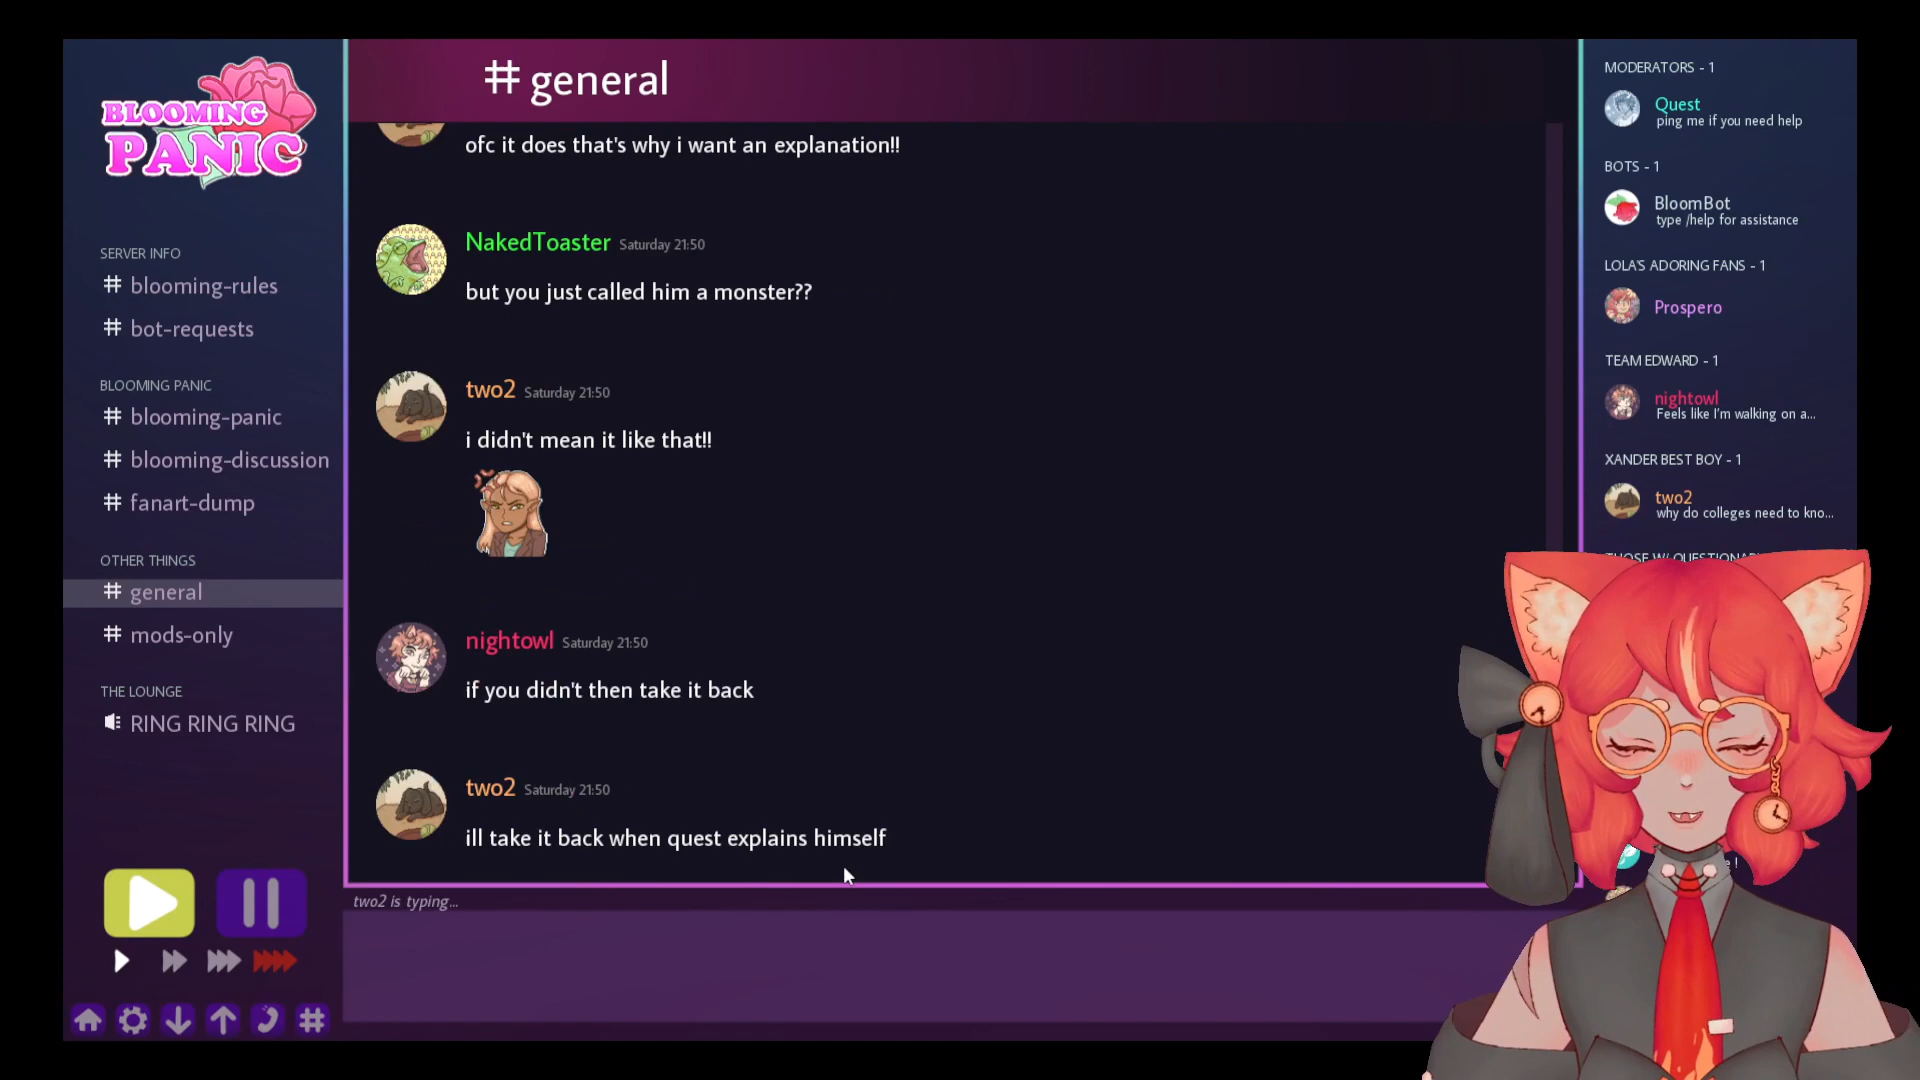 BLOOMING
PANIC
SERVER INFO
# blooming-rules
# bot-requests
BLOOMING PANIC
# blooming-panic
# blooming-discussion
# fanart-dump
OTHER THINGS
# general
# mods-only
THE LOUNGE
RING RING RING
# general
ofc it does that's why i want an explanation!!
NakedToaster Saturday 21:50
but you just called him a monster??
two2 Saturday 21:50
i didn't mean it like that!!
nightowl Saturday 21:50
if you didn't then take it back
two2 Saturday 21:50
ill take it back when quest explains himself
two2 is typing...
MODERATORS - 1
Quest
ping me if you need help
BOTS - 1
BloomBot
type /help for assistance
LOLA'S ADORING FANS - 1
Prospero
TEAM EDWARD - 1
nightowl
Feels like I'm walking on a...
XANDER BEST BOY - 1
two2
why do colleges need to kno...